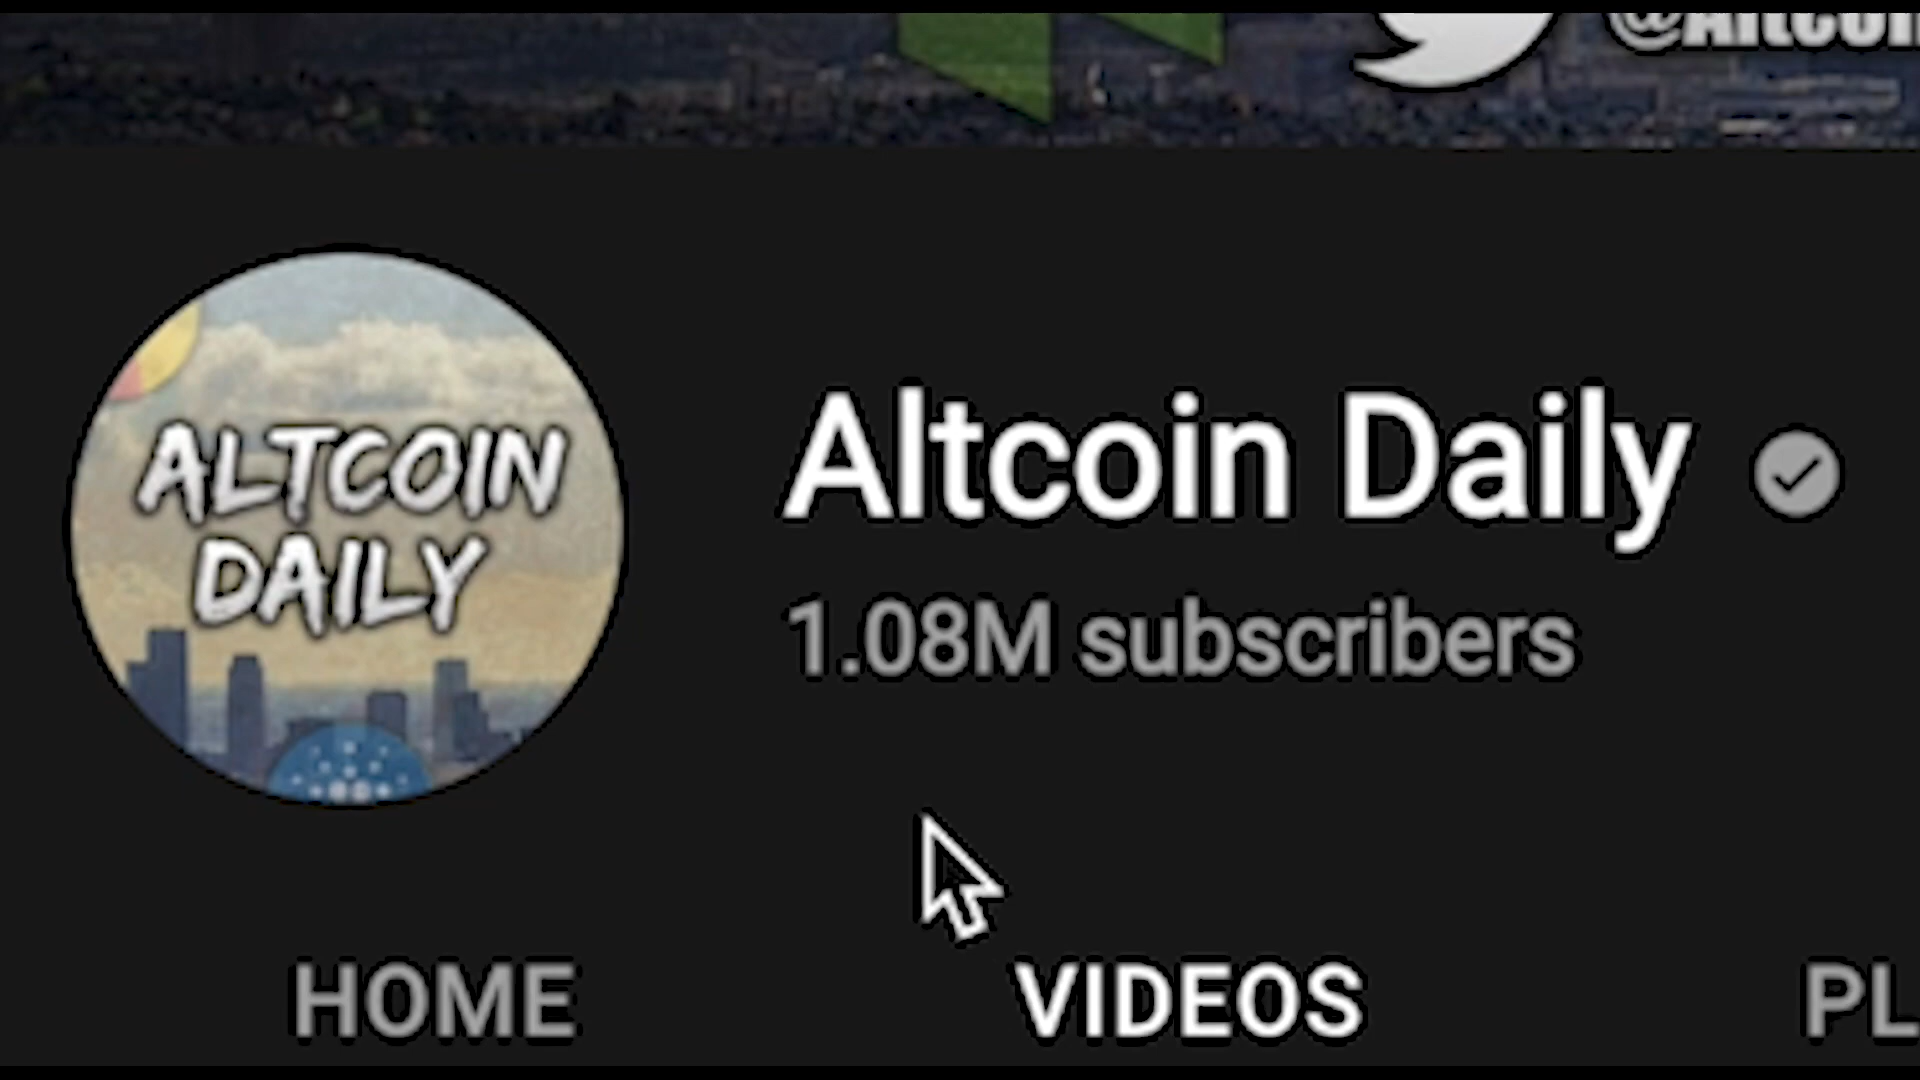 ALTCOIN
DAILY
Altcoin Daily
1.08M subscribers
HOME VIDEOS